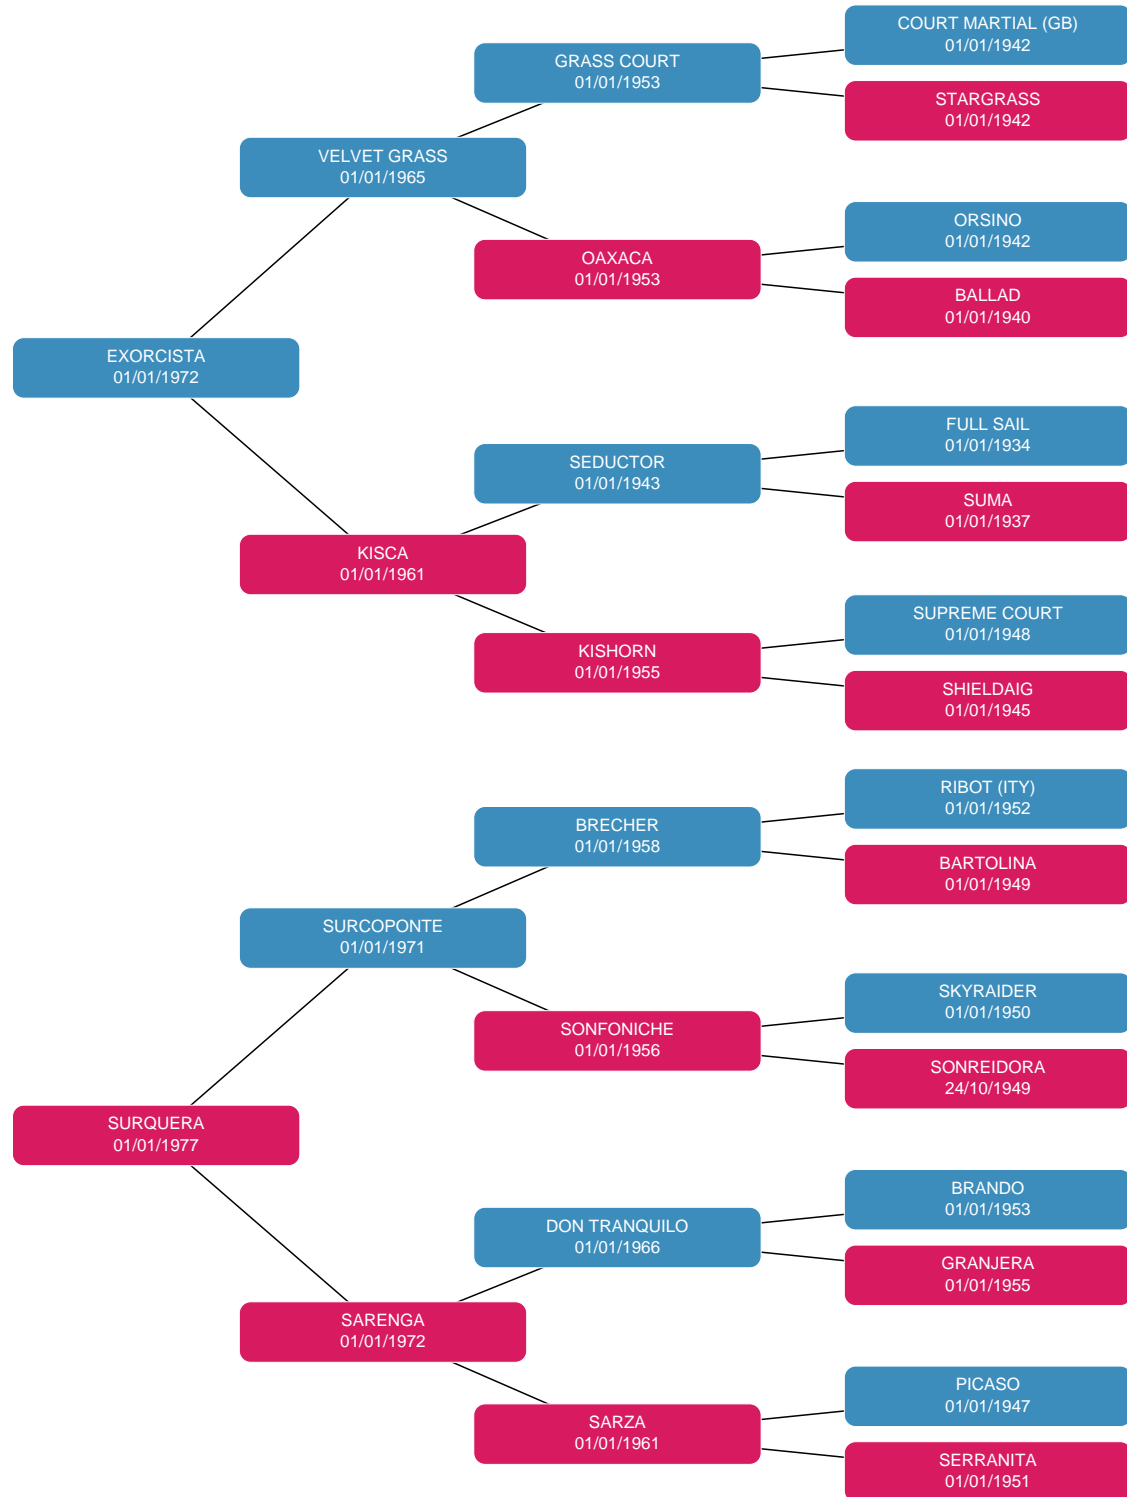 COURT MARTIAL (GB)
01/01/1942
GRASS COURT
01/01/1953
STARGRASS
01/01/1942
VELVET GRASS
01/01/1965
ORSINO
01/01/1942
OAXACA
01/01/1953
BALLAD
01/01/1940
EXORCISTA
01/01/1972
FULL SAIL
01/01/1934
SEDUCTOR
01/01/1943
SUMA
01/01/1937
KISCA
01/01/1961
SUPREME COURT
01/01/1948
KISHORN
01/01/1955
SHIELDAIG
01/01/1945
RIBOT (ITY)
01/01/1952
BRECHER
01/01/1958
BARTOLINA
01/01/1949
SURCOPONTE
01/01/1971
SKYRAIDER
01/01/1950
SONFONICHE
01/01/1956
SONREIDORA
24/10/1949
SURQUERA
01/01/1977
BRANDO
01/01/1953
DON TRANQUILO
01/01/1966
GRANJERA
01/01/1955
SARENGA
01/01/1972
PICASO
01/01/1947
SARZA
01/01/1961
SERRANITA
01/01/1951